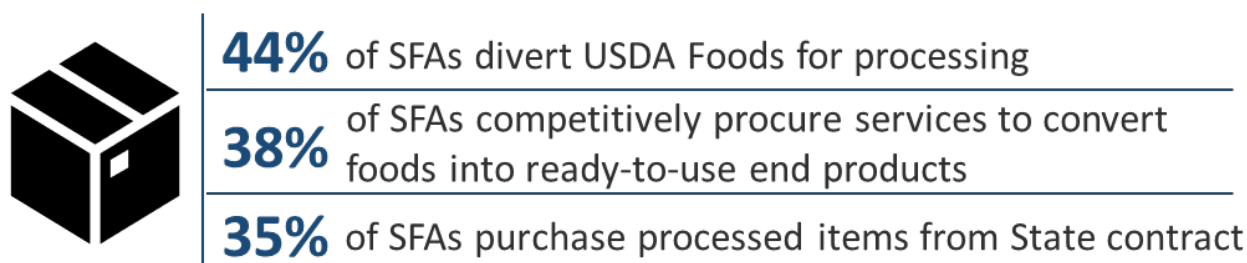 44% of SFAs divert USDA Foods for processing
38% of SFAs competitively procure services to convert
foods into ready-to-use end products
35% of SFAs purchase processed items from State contract